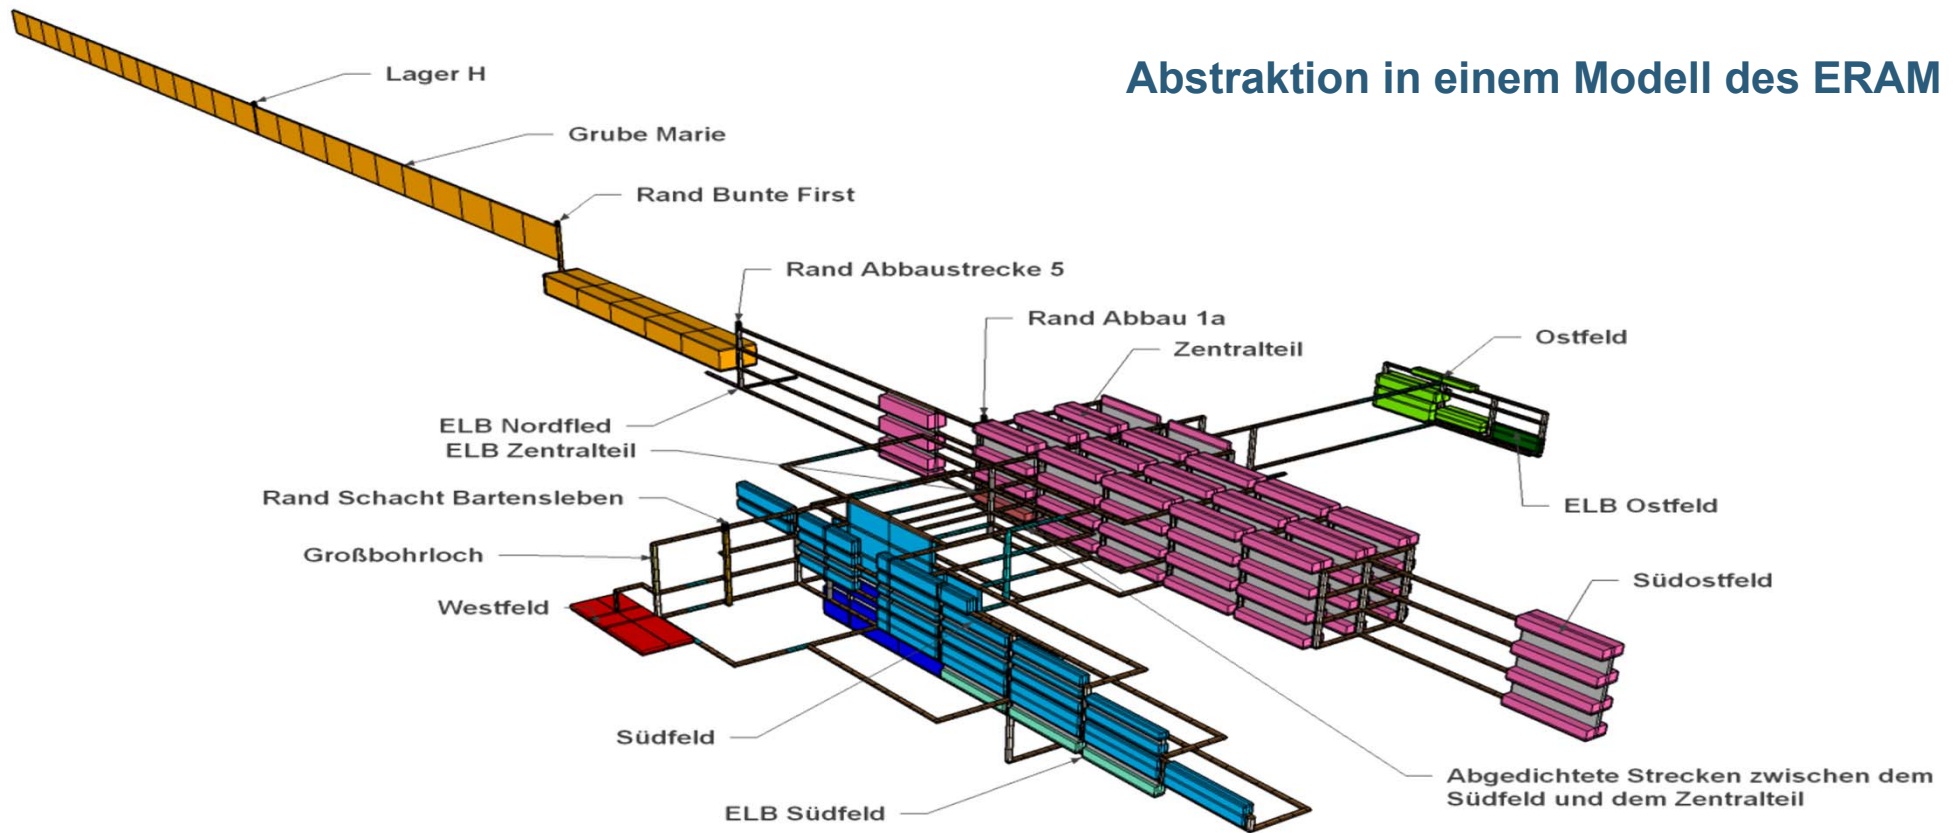 Abstraktion in einem Modell des ERAM
Lager H
Grube Marie
Rand Bunte First
Rand Abbaustrecke 5
Rand Abbau 1a
Zentralteil
Ostfeld
ELB Nordfled
ELB Zentralteil
Rand Schacht Bartensleben
ELB Ostfeld
Großbohrloch
Südostfeld
Westfeld
Südfeld
Abgedichtete Strecken zwischen dem
Südfeld und dem Zentralteil
ELB Südfeld